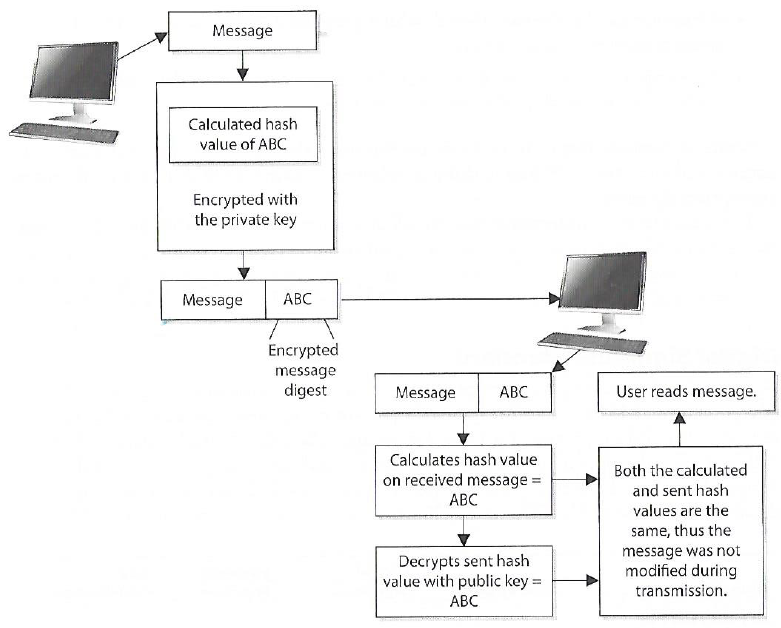 Message
Calculated hash
value of ABC
Encrypted with
the private key
Message
ABC
Encrypted
message
digest
Message
ABC
User reads message.
Calculates hash value
on received message =
ABC
Both the calculated
and sent hash
values are the
same, thus the
message was not
modified during
transmission.
Decrypts sent hash
value with public key =
ABC